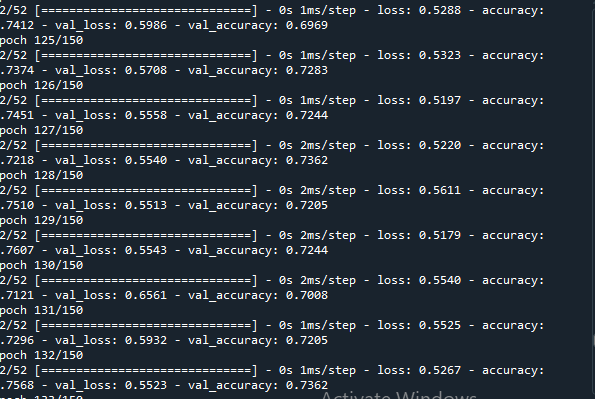 2/52 [==============================] - 0s 1ms/step - loss: 0.5288 - accuracy:
.7412 - val_loss: 0.5986 - val_accuracy: 0.6969
poch 125/150
2/52 [==============================] - 0s 1ms/step - loss: 0.5323 - accuracy:
.7374 - val_loss: 0.5708 - val_accuracy: 0.7283
poch 126/150
2/52 [==============================] - 0s 1ms/step - loss: 0.5197 - accuracy:
.7451 - val_loss: 0.5558 - val_accuracy: 0.7244
poch 127/150
2/52 [==============================] - 0s 2ms/step - loss: 0.5220 - accuracy:
.7218 - val_loss: 0.5540 - val_accuracy: 0.7362
poch 128/150
2/52 [==============================] - 0s 2ms/step - loss: 0.5611 - accuracy:
.7510 - val_loss: 0.5513 - val_accuracy: 0.7205
poch 129/150
2/52 [==============================] - 0s 2ms/step - loss: 0.5179 - accuracy:
.7607 - val_loss: 0.5543 - val_accuracy: 0.7244
poch 130/150
2/52 [==============================] - 0s 2ms/step - loss: 0.5540 - accuracy:
.7121 - val_loss: 0.6561 - val_accuracy: 0.7008
poch 131/150
2/52 [==============================] - 0s 1ms/step - loss: 0.5525 - accuracy:
.7296 - val_loss: 0.5932 - val_accuracy: 0.7205
poch 132/150
2/52 [==============================] - 0s 1ms/step - loss: 0.5267 - accuracy:
.7568 - val_loss: 0.5523 - val_accuracy: 0.7362
poch 133/150
Activate Windows